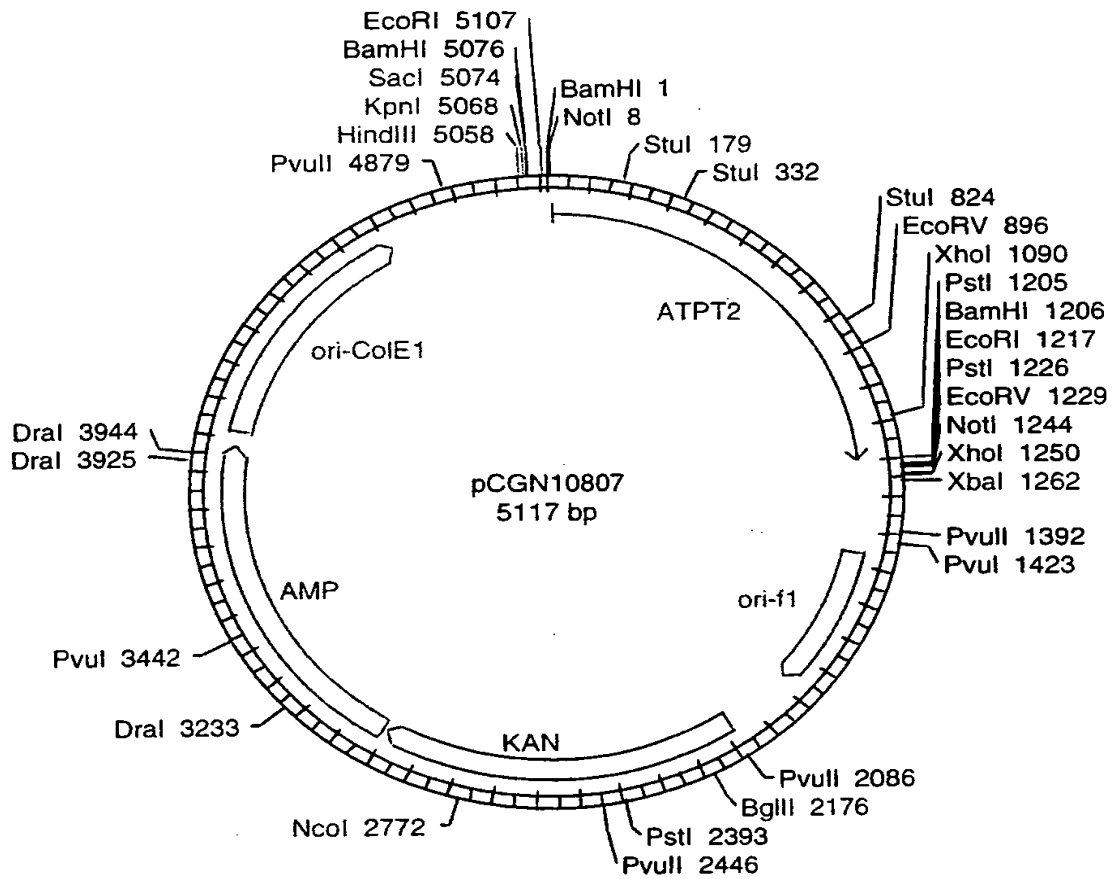 EcoRI 5107
BamHI 5076
SacI 5074
KpnI 5068
HindIII 5058
PvuII 4879
BamHI 1
NotI 8
StuI 179
StuI 332
StuI 824
EcoRV 896
XhoI 1090
PstI 1205
BamHI 1206
EcoRI 1217
PstI 1226
EcoRV 1229
NotI 1244
XhoI 1250
XbaI 1262
PvuII 1392
PvuI 1423
ATPT2
ori-ColE1
DraI 3944
DraI 3925
pCGN10807
5117 bp
ori-f1
AMP
PvuI 3442
DraI 3233
KAN
NcoI 2772
PvuII 2086
BglII 2176
PstI 2393
PvuII 2446